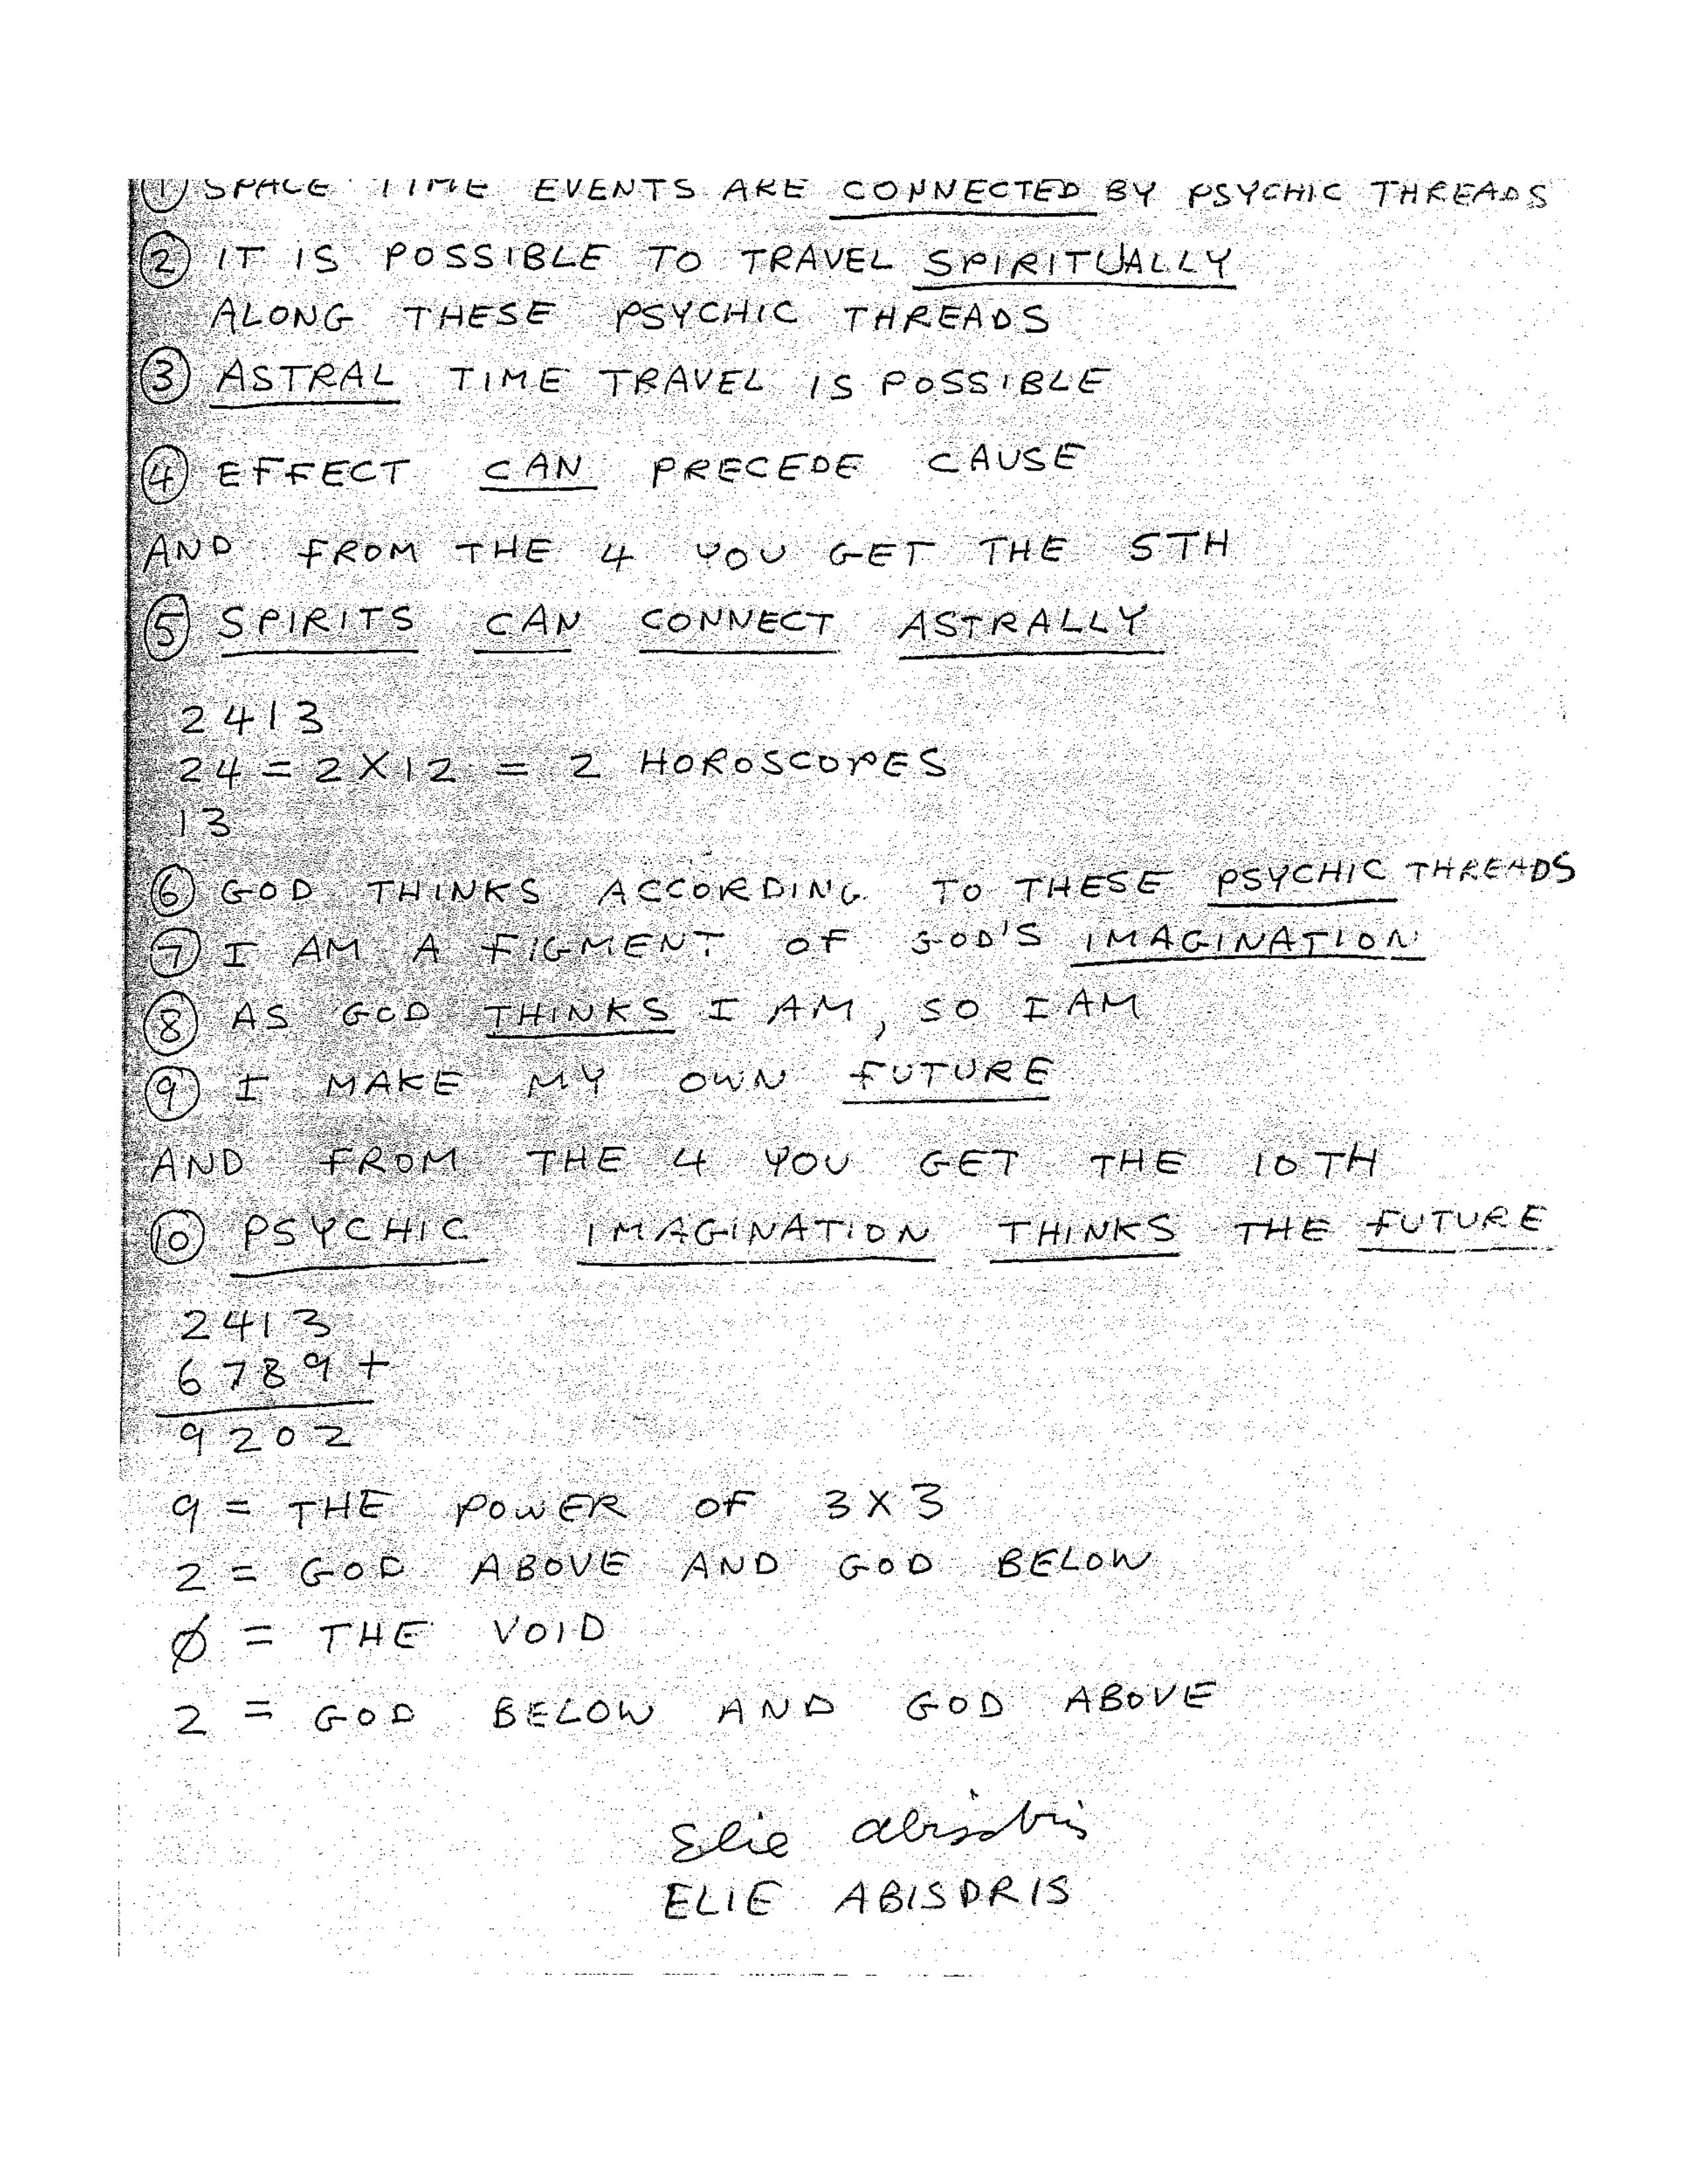 ① SPACE TIME EVENTS ARE CONNECTED BY PSYCHIC THREADS
② IT IS POSSIBLE TO TRAVEL SPIRITUALLY
ALONG THESE PSYCHIC THREADS
③ ASTRAL TIME TRAVEL IS POSSIBLE
④ EFFECT CAN PRECEDE CAUSE
AND FROM THE 4 YOU GET THE 5TH
⑤ SPIRITS CAN CONNECT ASTRALLY
2413
24 = 2 X 12 = 2 HOROSCOPES
13
⑥ GOD THINKS ACCORDING TO THESE PSYCHIC THREADS
⑦ I AM A FIGMENT OF GOD'S IMAGINATION
⑧ AS GOD THINKS I AM, SO I AM
⑨ I MAKE MY OWN FUTURE
AND FROM THE 4 YOU GET THE 10TH
⑩ PSYCHIC IMAGINATION THINKS THE FUTURE
2413
6789 +
9202
9 = THE POWER OF 3 X 3
2 = GOD ABOVE AND GOD BELOW
Ø = THE VOID
2 = GOD BELOW AND GOD ABOVE
Elie Abisdris
ELIE ABISDRIS